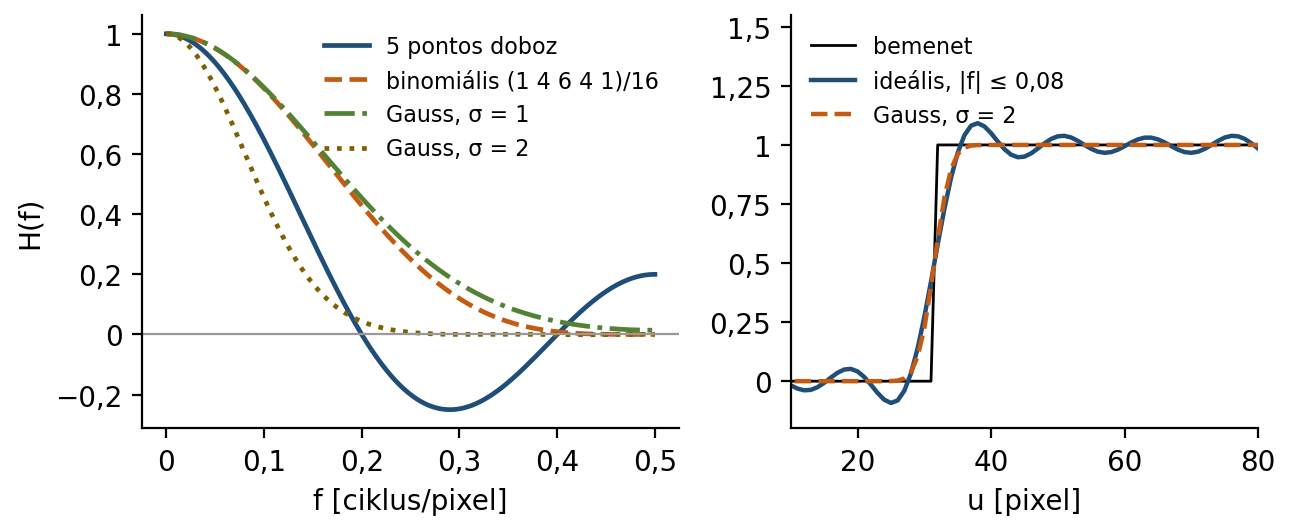 H(f)
1
0,8
0,6
0,4
0,2
0
−0,2
5 pontos doboz
binomiális (1 4 6 4 1)/16
Gauss, σ = 1
Gauss, σ = 2
0 0,1 0,2 0,3 0,4 0,5
f [ciklus/pixel]
1,5
1,25
1
0,75
0,5
0,25
0
bemenet
ideális, |f| ≤ 0,08
Gauss, σ = 2
20 40 60 80
u [pixel]